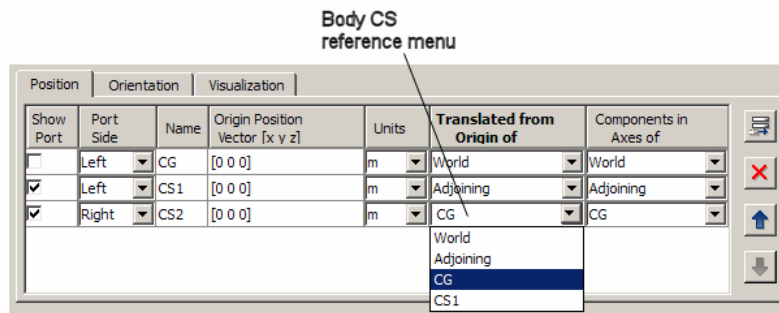 Body CS
reference menu
Position Orientation Visualization
Show Port Name Origin Position Units Translated from Components in
Port Side Vector [x y z] Origin of Axes of
Left CG [0 0 0] m World World
Left CS1 [0 0 0] m Adjoining Adjoining
Right CS2 [0 0 0] m CG CG
World
Adjoining
CG
CS1